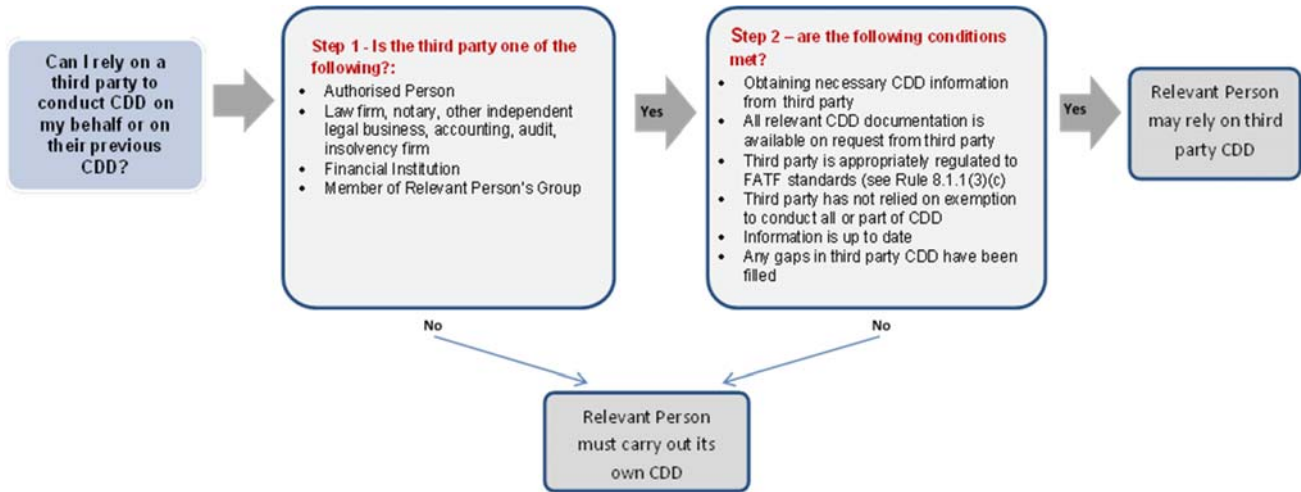 Can I rely on a
third party to
conduct CDD on
my behalf or on
their previous
CDD?
Step 1 - Is the third party one of the
following?:
• Authorised Person
• Law firm, notary, other independent
legal business, accounting, audit,
insolvency firm
• Financial Institution
• Member of Relevant Person's Group
Yes
Step 2 – are the following conditions
met?
• Obtaining necessary CDD information
from third party
• All relevant CDD documentation is
available on request from third party
• Third party is appropriately regulated to
FATF standards (see Rule 8.1.1(3)(c)
• Third party has not relied on exemption
to conduct all or part of CDD
• Information is up to date
• Any gaps in third party CDD have been
filled
Yes
Relevant Person
may rely on third
party CDD
No
No
Relevant Person
must carry out its
own CDD